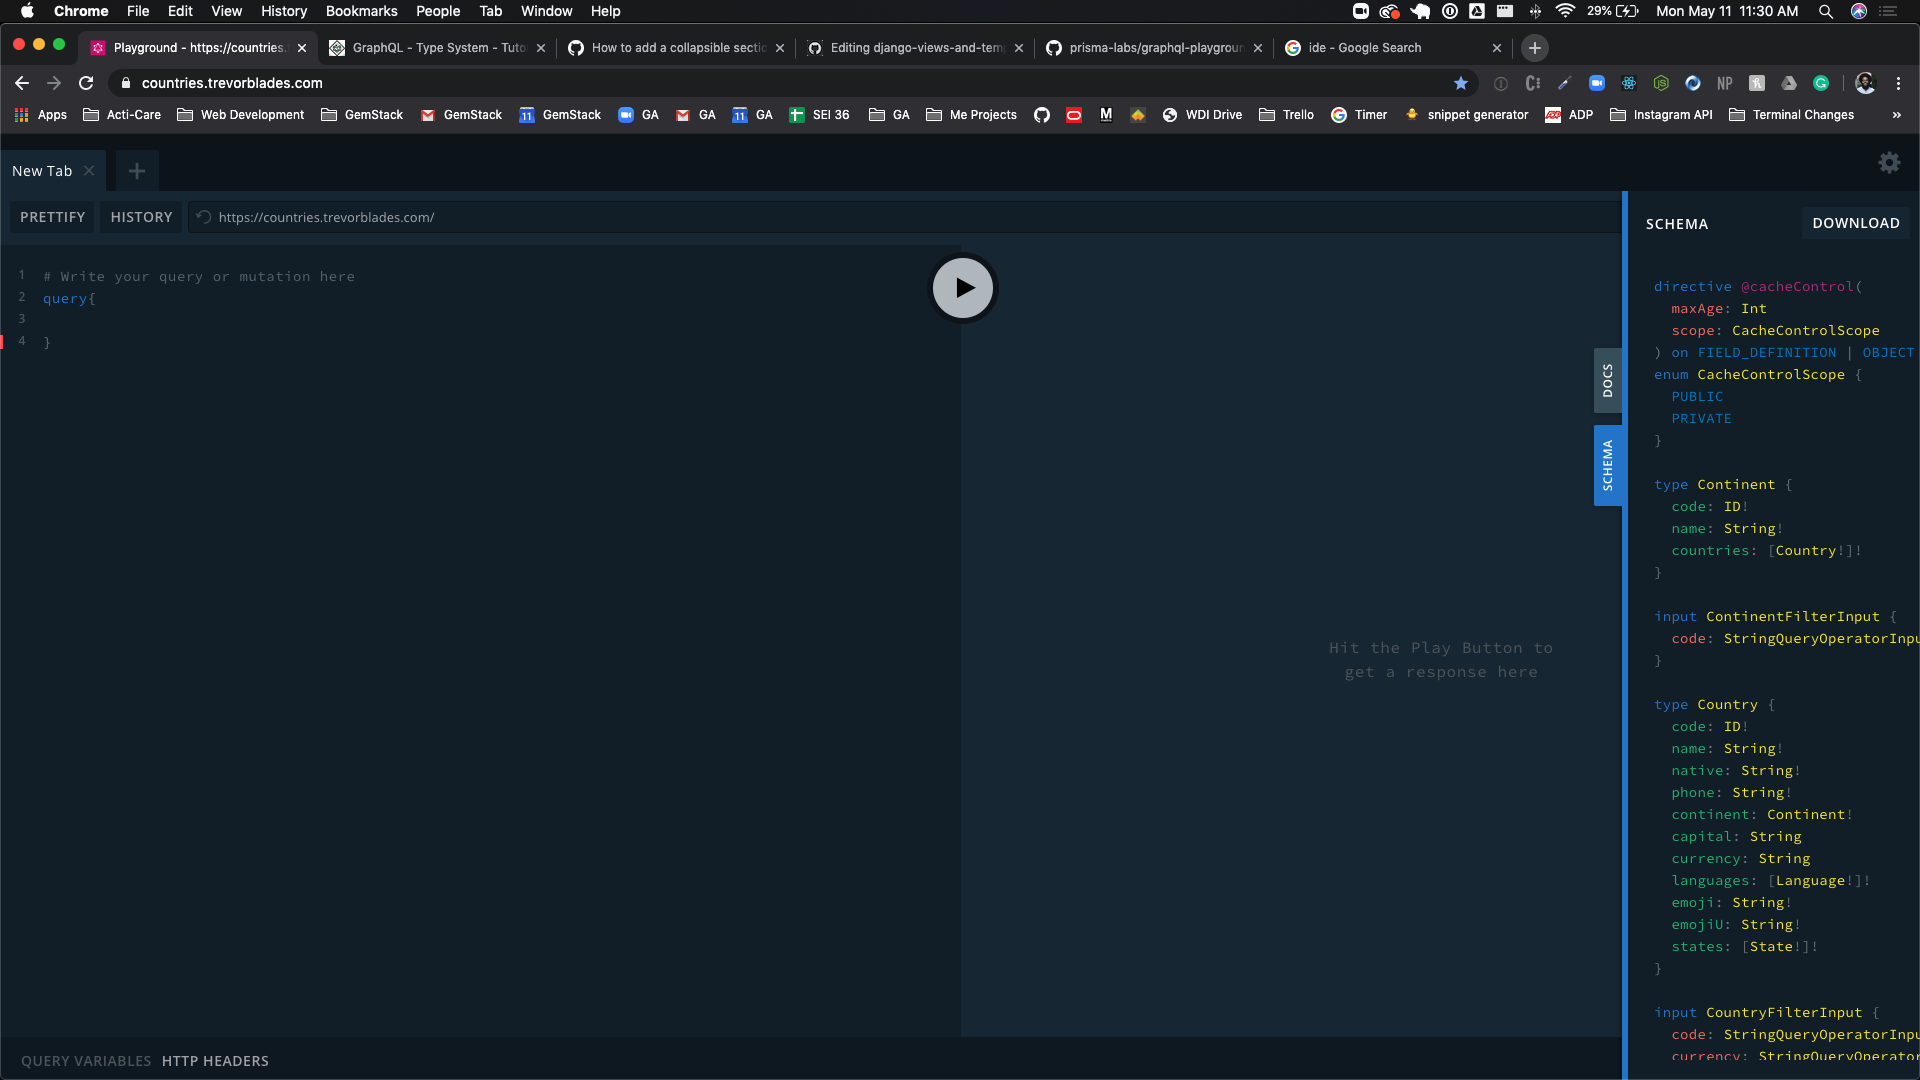 Chrome File Edit View History Bookmarks People Tab Window Help 29% Mon May 11 11:30 AM
Playground - https://countries. GraphQL - Type System - Tuto How to add a collapsible sectio Editing django-views-and-tem prisma-labs/graphql-playgroun ide - Google Search
countries.trevorblades.com
Apps Acti-Care Web Development GemStack GemStack 11 GemStack GA GA 11 GA SEI 36 GA Me Projects WDI Drive Trello Timer snippet generator ADP Instagram API Terminal Changes »
New Tab
PRETTIFY HISTORY https://countries.trevorblades.com/
1 # Write your query or mutation here
2 query{
3
4 }
Hit the Play Button to
get a response here
DOCS
SCHEMA
SCHEMA DOWNLOAD
directive @cacheControl(
maxAge: Int
scope: CacheControlScope
) on FIELD_DEFINITION | OBJECT
enum CacheControlScope {
PUBLIC
PRIVATE
}
type Continent {
code: ID!
name: String!
countries: [Country!]!
}
input ContinentFilterInput {
code: StringQueryOperatorInpu
}
type Country {
code: ID!
name: String!
native: String!
phone: String!
continent: Continent!
capital: String
currency: String
languages: [Language!]!
emoji: String!
emojiU: String!
states: [State!]!
}
input CountryFilterInput {
code: StringQueryOperatorInpu
currency: StringQueryOperator
QUERY VARIABLES HTTP HEADERS